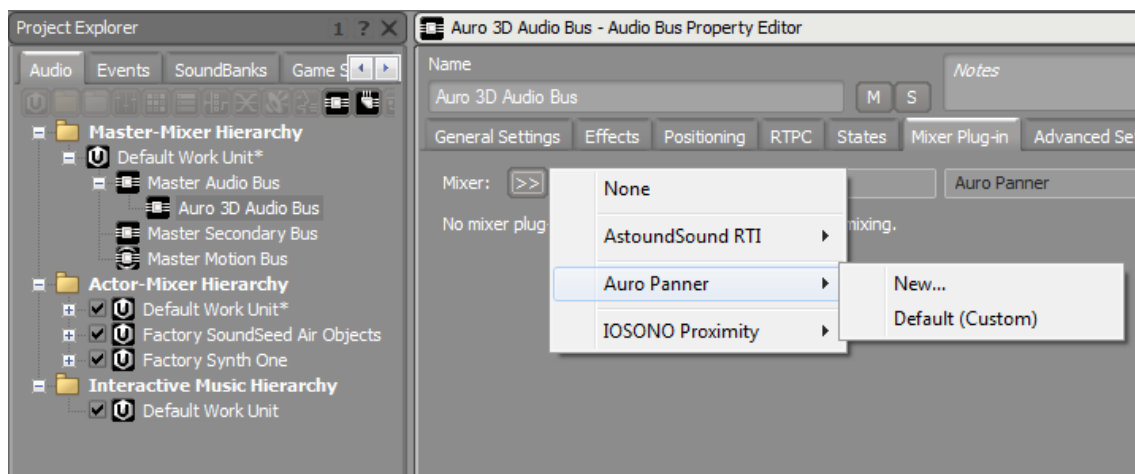 Project Explorer 1 ? X
Audio Events SoundBanks Game S
Master-Mixer Hierarchy
Default Work Unit*
Master Audio Bus
Auro 3D Audio Bus
Master Secondary Bus
Master Motion Bus
Actor-Mixer Hierarchy
Default Work Unit*
Factory SoundSeed Air Objects
Factory Synth One
Interactive Music Hierarchy
Default Work Unit
Auro 3D Audio Bus - Audio Bus Property Editor
Name
Notes
Auro 3D Audio Bus M S
General Settings Effects Positioning RTPC States Mixer Plug-in Advanced Se
Mixer: >> Auro Panner
No mixer plug- mixing.
None
AstoundSound RTI
Auro Panner
IOSONO Proximity
New...
Default (Custom)